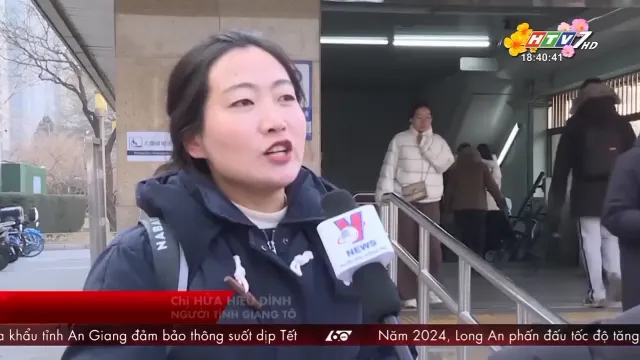 HTV7 HD
18:40:41
NEWS
Chị HỨA HIỂU ĐÌNH
NGƯỜI TỈNH GIANG TÔ
a khẩu tỉnh An Giang đảm bảo thông suốt dịp Tết
60
Năm 2024, Long An phấn đấu tốc độ tăng